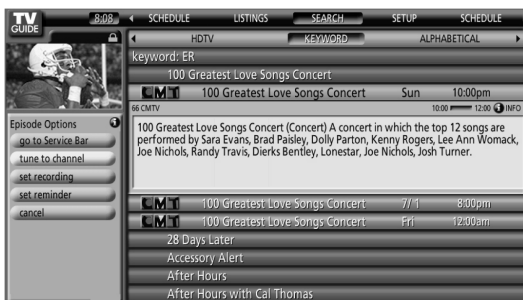 TV GUIDE
8:08
SCHEDULE LISTINGS SEARCH SETUP SCHEDULE
HDTV KEYWORD ALPHABETICAL
keyword: ER
100 Greatest Love Songs Concert
CMT 100 Greatest Love Songs Concert Sun 10:00pm
66 CMTV 10:00 12:00 i INFO
100 Greatest Love Songs Concert (Concert) A concert in which the top 12 songs are
performed by Sara Evans, Brad Paisley, Dolly Parton, Kenny Rogers, Lee Ann Womack,
Joe Nichols, Randy Travis, Dierks Bentley, Lonestar, Joe Nichols, Josh Turner.
Episode Options i
go to Service Bar
tune to channel
set recording
set reminder
cancel
CMT 100 Greatest Love Songs Concert 7/ 1 8:00pm
CMT 100 Greatest Love Songs Concert Fri 12:00am
28 Days Later
Accessory Alert
After Hours
After Hours with Cal Thomas